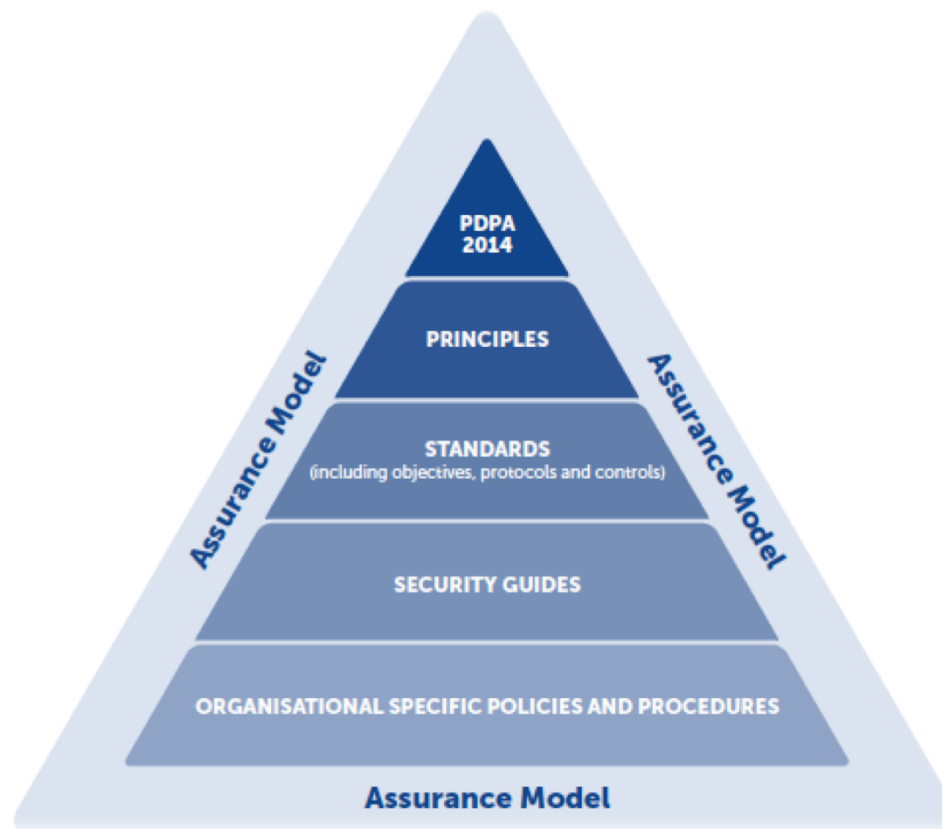 PDPA
2014
PRINCIPLES
Assurance Model
Assurance Model
STANDARDS
(including objectives, protocols and controls)
SECURITY GUIDES
ORGANISATIONAL SPECIFIC POLICIES AND PROCEDURES
Assurance Model